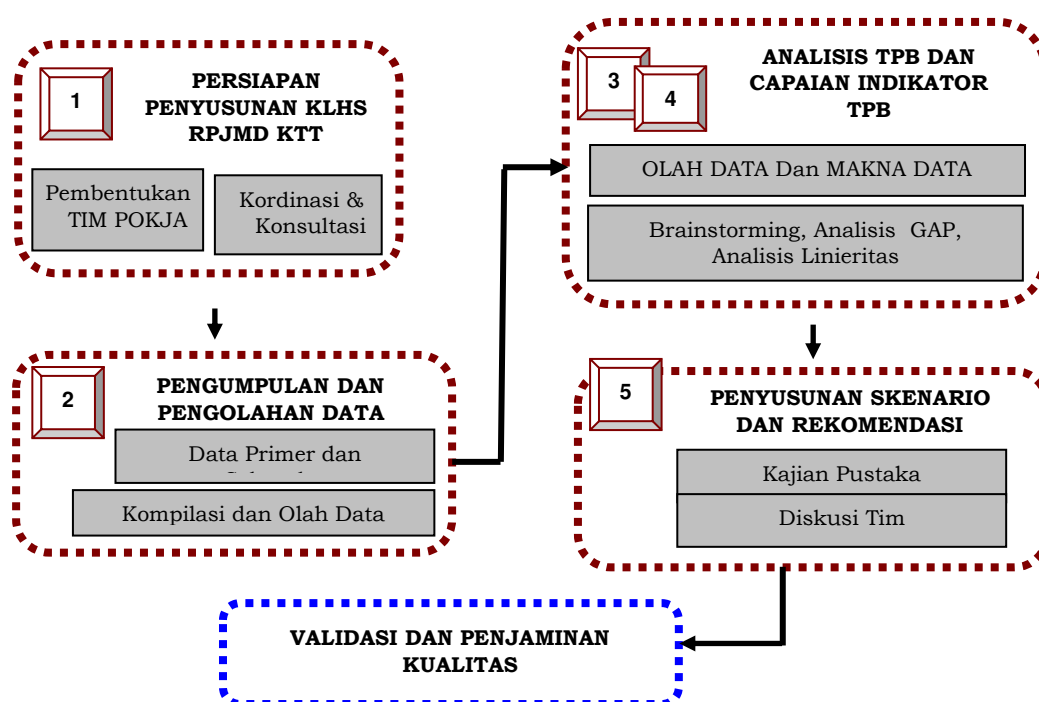 1
PERSIAPAN
PENYUSUNAN KLHS
RPJMD KTT
Pembentukan
TIM POKJA
Kordinasi &
Konsultasi
2
PENGUMPULAN DAN
PENGOLAHAN DATA
Data Primer dan
Kompilasi dan Olah Data
3
4
ANALISIS TPB DAN
CAPAIAN INDIKATOR
TPB
OLAH DATA Dan MAKNA DATA
Brainstorming, Analisis  GAP,
Analisis Linieritas
5
PENYUSUNAN SKENARIO
DAN REKOMENDASI
Kajian Pustaka
Diskusi Tim
VALIDASI DAN PENJAMINAN
KUALITAS